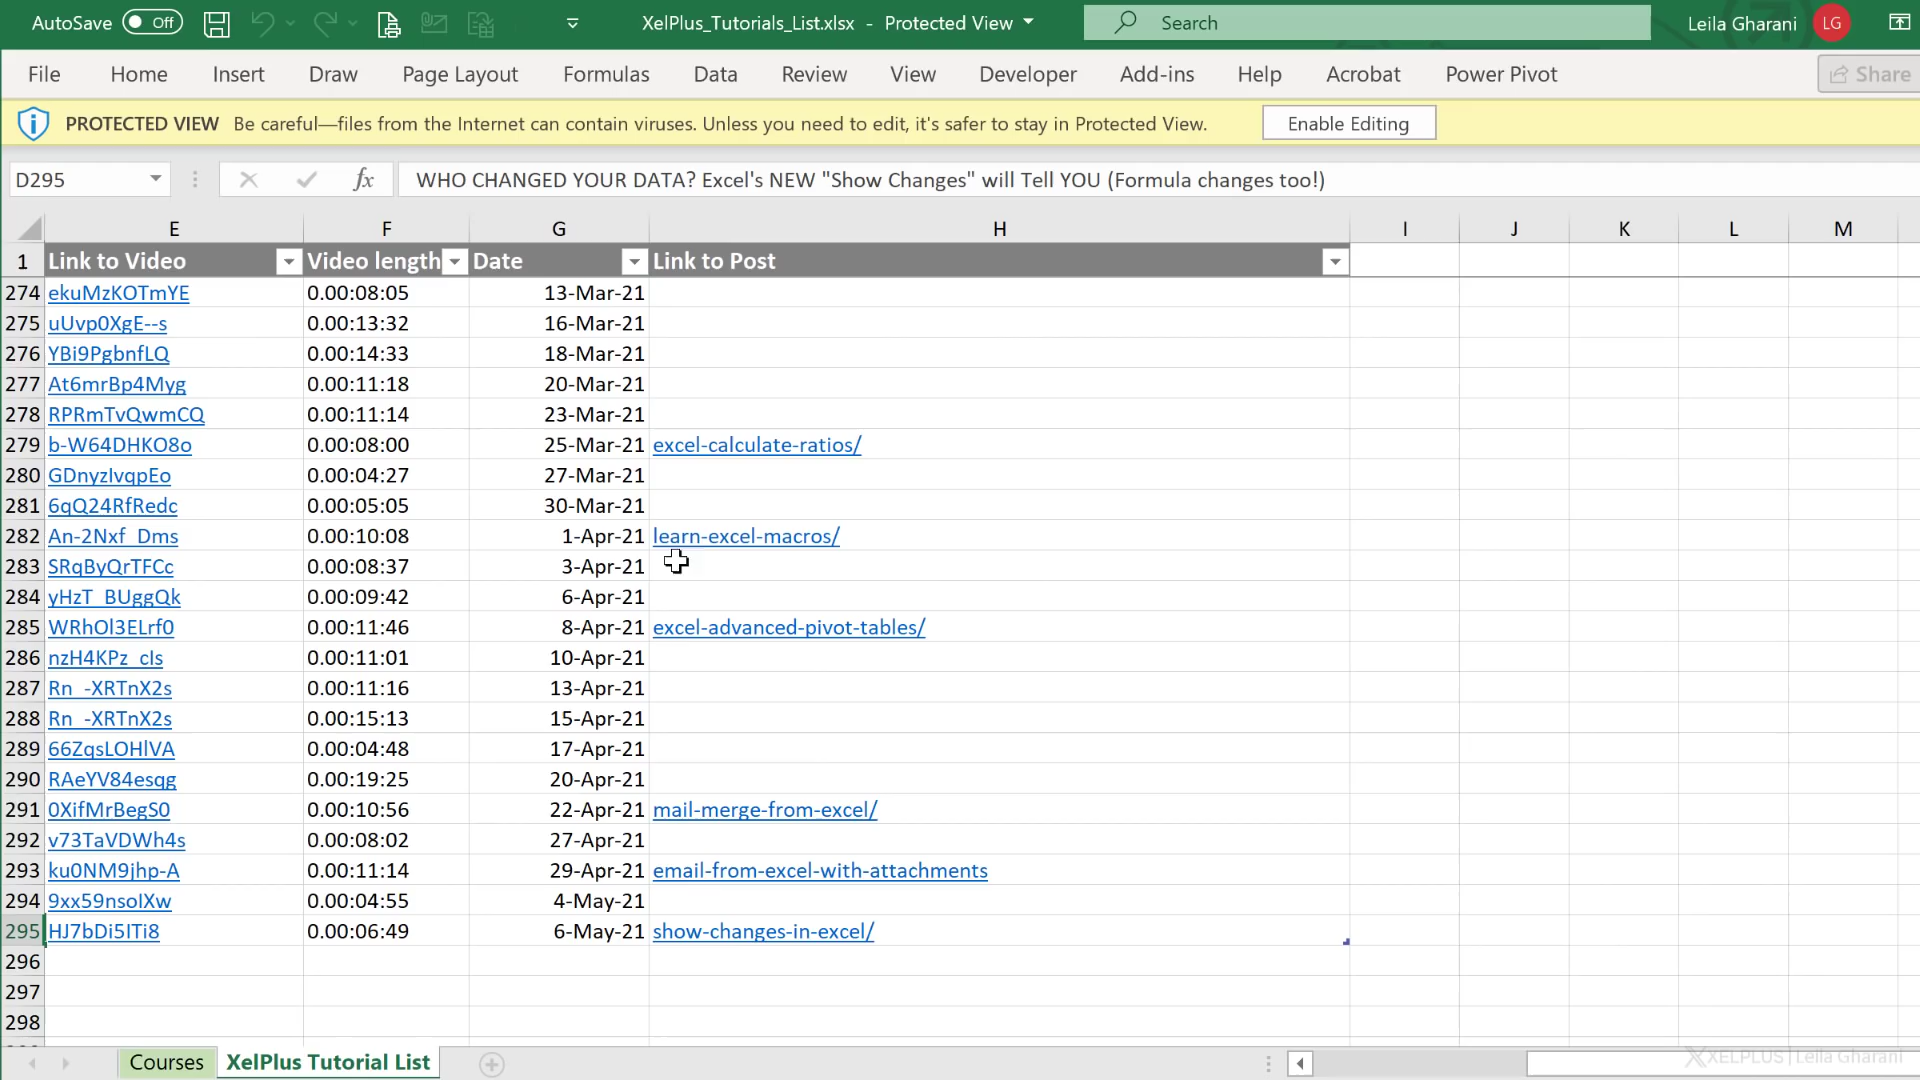 AutoSave Off XelPlus_Tutorials_List.xlsx - Protected View Search Leila Gharani LG
File Home Insert Draw Page Layout Formulas Data Review View Developer Add-ins Help Acrobat Power Pivot Share
PROTECTED VIEW Be careful—files from the Internet can contain viruses. Unless you need to edit, it's safer to stay in Protected View. Enable Editing
D295 fx WHO CHANGED YOUR DATA? Excel's NEW "Show Changes" will Tell YOU (Formula changes too!)
E F G H I J K L M
1 Link to Video Video length Date Link to Post
274 ekuMzKOTmYE 0.00:08:05 13-Mar-21
275 uUvp0XgE--s 0.00:13:32 16-Mar-21
276 YBi9PgbnfLQ 0.00:14:33 18-Mar-21
277 At6mrBp4Myg 0.00:11:18 20-Mar-21
278 RPRmTvQwmCQ 0.00:11:14 23-Mar-21
279 b-W64DHKO8o 0.00:08:00 25-Mar-21 excel-calculate-ratios/
280 GDnyzIvqpEo 0.00:04:27 27-Mar-21
281 6qQ24RfRedc 0.00:05:05 30-Mar-21
282 An-2Nxf_Dms 0.00:10:08 1-Apr-21 learn-excel-macros/
283 SRqByQrTFCc 0.00:08:37 3-Apr-21
284 yHzT_BUggQk 0.00:09:42 6-Apr-21
285 WRhOl3ELrf0 0.00:11:46 8-Apr-21 excel-advanced-pivot-tables/
286 nzH4KPz_cIs 0.00:11:01 10-Apr-21
287 Rn_-XRTnX2s 0.00:11:16 13-Apr-21
288 Rn_-XRTnX2s 0.00:15:13 15-Apr-21
289 66ZqsLOHlVA 0.00:04:48 17-Apr-21
290 RAeYV84esqg 0.00:19:25 20-Apr-21
291 0XifMrBegS0 0.00:10:56 22-Apr-21 mail-merge-from-excel/
292 v73TaVDWh4s 0.00:08:02 27-Apr-21
293 ku0NM9jhp-A 0.00:11:14 29-Apr-21 email-from-excel-with-attachments
294 9xx59nsolXw 0.00:04:55 4-May-21
295 HJ7bDi5ITi8 0.00:06:49 6-May-21 show-changes-in-excel/
296
297
298
Courses XelPlus Tutorial List XELPLUS | Leila Gharani